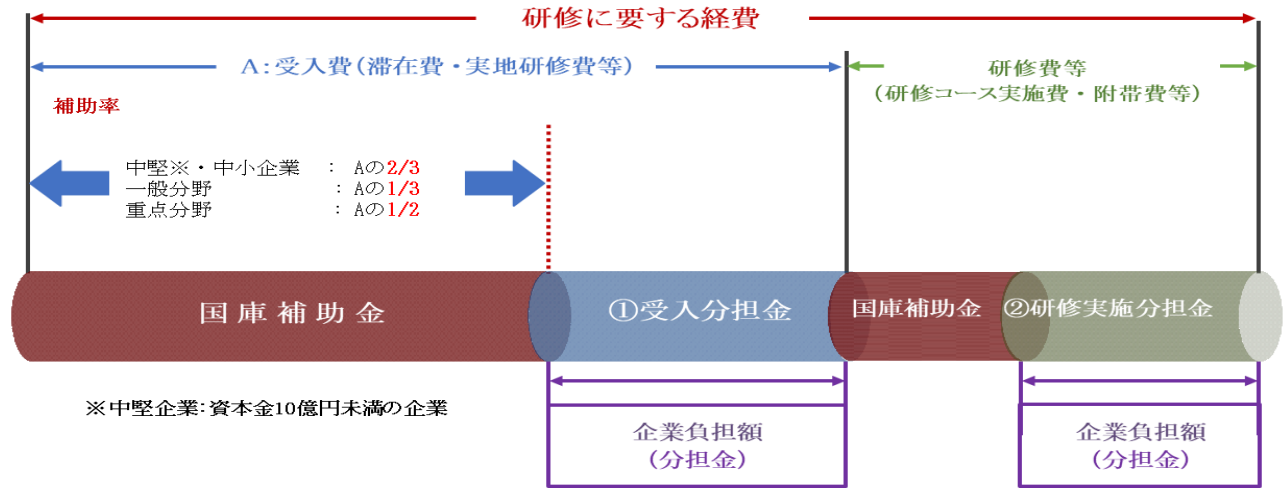 研修に要する経費
A:受入費(滞在費・実地研修費等)
研修費等
(研修コース実施費・附帯費等)
補助率
中堅※・中小企業 : Aの2/3
一般分野 : Aの1/3
重点分野 : Aの1/2
国庫補助金
①受入分担金
国庫補助金
②研修実施分担金
※中堅企業:資本金10億円未満の企業
企業負担額
(分担金)
企業負担額
(分担金)